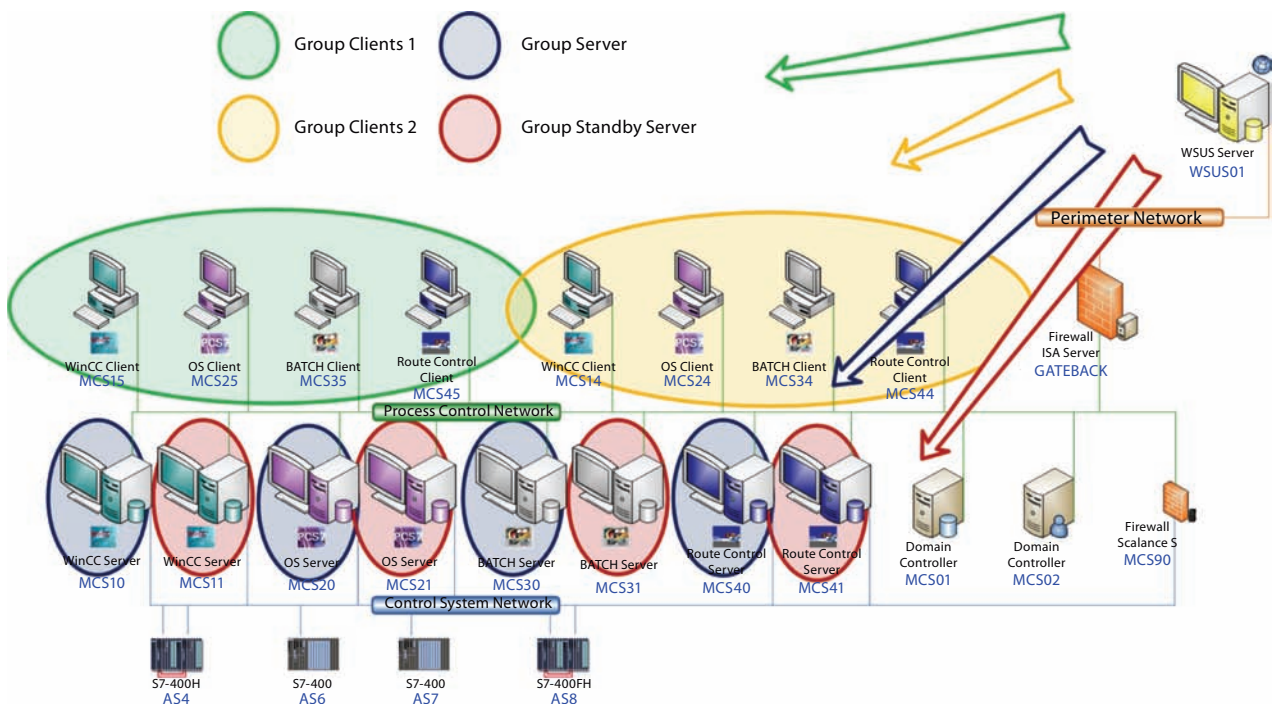 Group Clients 1
Group Server
Group Clients 2
Group Standby Server
WSUS Server
WSUS01
Perimeter Network
WinCC Client
MCS15
OS Client
MCS25
BATCH Client
MCS35
Route Control
Client
MCS45
WinCC Client
MCS14
OS Client
MCS24
BATCH Client
MCS34
Route Control
Client
MCS44
Firewall
ISA Server
GATEBACK
PCS7
PCS7
Process Control Network
WinCC Server
MCS10
WinCC Server
MCS11
PCS7
OS Server
MCS20
PCS7
OS Server
MCS21
BATCH Server
MCS30
BATCH Server
MCS31
Route Control
Server
MCS40
Route Control
Server
MCS41
Domain
Controller
MCS01
Domain
Controller
MCS02
Firewall
Scalance S
MCS90
Control System Network
S7-400H
AS4
S7-400
AS6
S7-400
AS7
S7-400FH
AS8